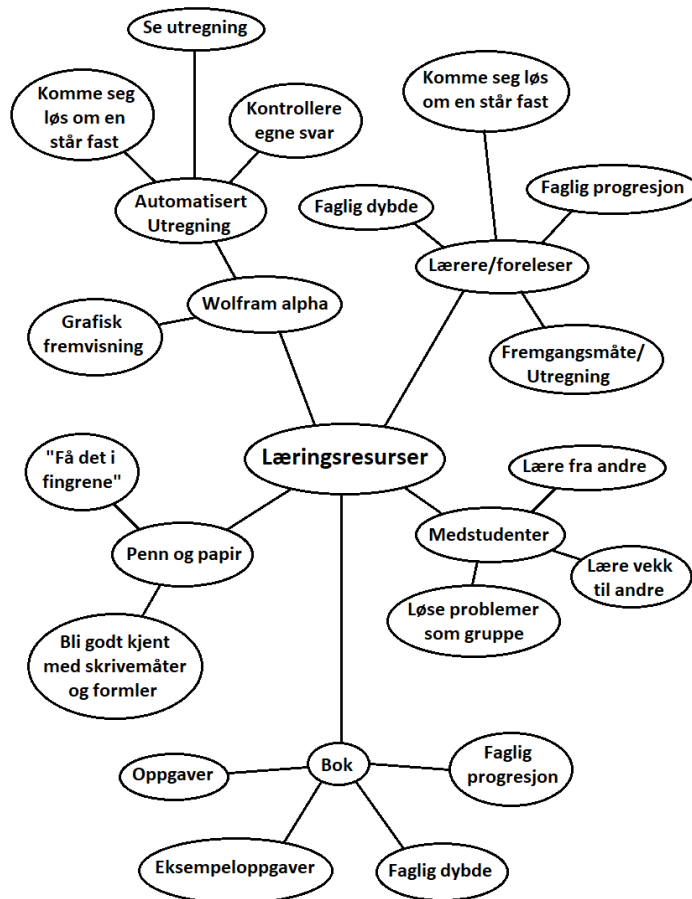 Se utregning
Komme seg
løs om en
står fast
Kontrollere
egne svar
Automatisert
Utregning
Wolfram alpha
Grafisk
fremvisning
Komme seg løs
om en står fast
Faglig dybde
Faglig progresjon
Lærere/foreleser
Fremgangsmåte/
Utregning
Læringsresurser
"Få det i
fingrene"
Penn og papir
Bli godt kjent
med skrivemåter
og formler
Lære fra andre
Medstudenter
Lære vekk
til andre
Løse problemer
som gruppe
Bok
Oppgaver
Faglig
progresjon
Eksempeloppgaver
Faglig dybde